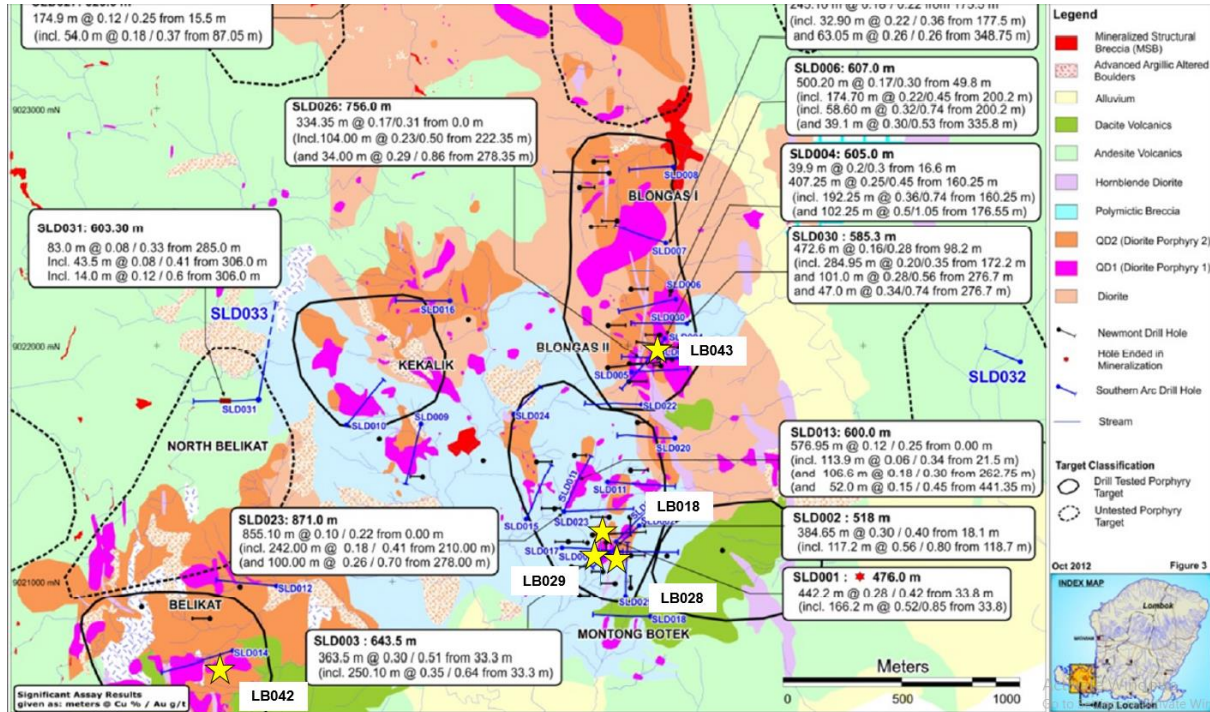 174.9 m @ 0.12 / 0.25 from 15.5 m
(incl. 54.0 m @ 0.18 / 0.37 from 87.05 m)
and 63.05 m @ 0.26 / 0.26 from 348.75 m)
(incl. 32.90 m @ 0.22 / 0.36 from 177.5 m)
SLD006: 607.0 m
500.20 m @ 0.17/0.30 from 49.8 m
(incl. 174.70 m @ 0.22/0.45 from 200.2 m)
(incl. 58.60 m @ 0.32/0.74 from 200.2 m)
(and 39.1 m @ 0.30/0.53 from 335.8 m)
SLD026: 756.0 m
334.35 m @ 0.17/0.31 from 0.0 m
(Incl.104.00 m @ 0.23/0.50 from 222.35 m)
(and 34.00 m @ 0.29 / 0.86 from 278.35 m)
SLD004: 605.0 m
39.9 m @ 0.2/0.3 from 16.6 m
407.25 m @ 0.25/0.45 from 160.25 m
(inc. 192.25 m @ 0.36/0.74 from 160.25 m)
(and 102.25 m @ 0.5/1.05 from 176.55 m)
SLD031: 603.30 m
83.0 m @ 0.08 / 0.33 from 285.0 m
Incl. 43.5 m @ 0.08 / 0.41 from 306.0 m
Incl. 14.0 m @ 0.12 / 0.6 from 306.0 m
SLD030 : 585.3 m
472.6 m @ 0.16/0.28 from 98.2 m
(incl. 284.95 m @ 0.20/0.35 from 172.2 m
and 101.0 m @ 0.28/0.56 from 276.7 m
and 47.0 m @ 0.34/0.74 from 276.7 m)
9023000 mN
9022000 mN
9021000 mN
SLD008
BLONGAS I
SLD007
SLD006
SLD030
SLD033
SLD016
BLONGAS II
LB043
KEKALIK
SLD005
SLD032
SLD031
SLD022
SLD024
SLD009
SLD010
SLD020
NORTH BELIKAT
SLD011
SLD011
LB018
SLD015
SLD023
SLD017
SLD013: 600.0 m
576.95 m @ 0.12 / 0.25 from 0.00 m
(incl. 113.9 m @ 0.06 / 0.34 from 21.5 m)
(and 106.6 m @ 0.18 / 0.30 from 262.75 m)
(and 52.0 m @ 0.15 / 0.45 from 441.35 m)
SLD023: 871.0 m
855.10 m @ 0.10 / 0.22 from 0.00 m)
(incl. 242.00 m @ 0.18 / 0.41 from 210.00 m)
(and 100.00 m @ 0.26 / 0.70 from 278.00 m)
SLD002 : 518 m
384.65 m @ 0.30 / 0.40 from 18.1 m
(incl. 117.2 m @ 0.56 / 0.80 from 118.7 m)
SLD001 : 476.0 m
442.2 m @ 0.28 / 0.42 from 33.8 m
(incl. 166.2 m @ 0.52/0.85 from 33.8)
LB029
LB028
SLD012
BELIKAT
SLD018
MONTONG BOTEK
SLD014
LB042
SLD003 : 643.5 m
363.5 m @ 0.30 / 0.51 from 33.3 m
(incl. 250.10 m @ 0.35 / 0.64 from 33.3 m)
Significant Assay Results
given as: meters @ Cu % / Au g/t
Meters
0 500 1000
Legend
Mineralized Structural
Breccia (MSB)
Advanced Argillic Altered
Boulders
Alluvium
Dacite Volcanics
Andesite Volcanics
Hornblende Diorite
Polymictic Breccia
QD2 (Diorite Porphyry 2)
QD1 (Diorite Porphyry 1)
Diorite
Newmont Drill Hole
Hole Ended in
Mineralization
Southern Arc Drill Hole
Stream
Target Classification
Drill Tested Porphyry
Target
Untested Porphyry
Target
Oct 2012 Figure 3
INDEX MAP
Lombok
Map Location